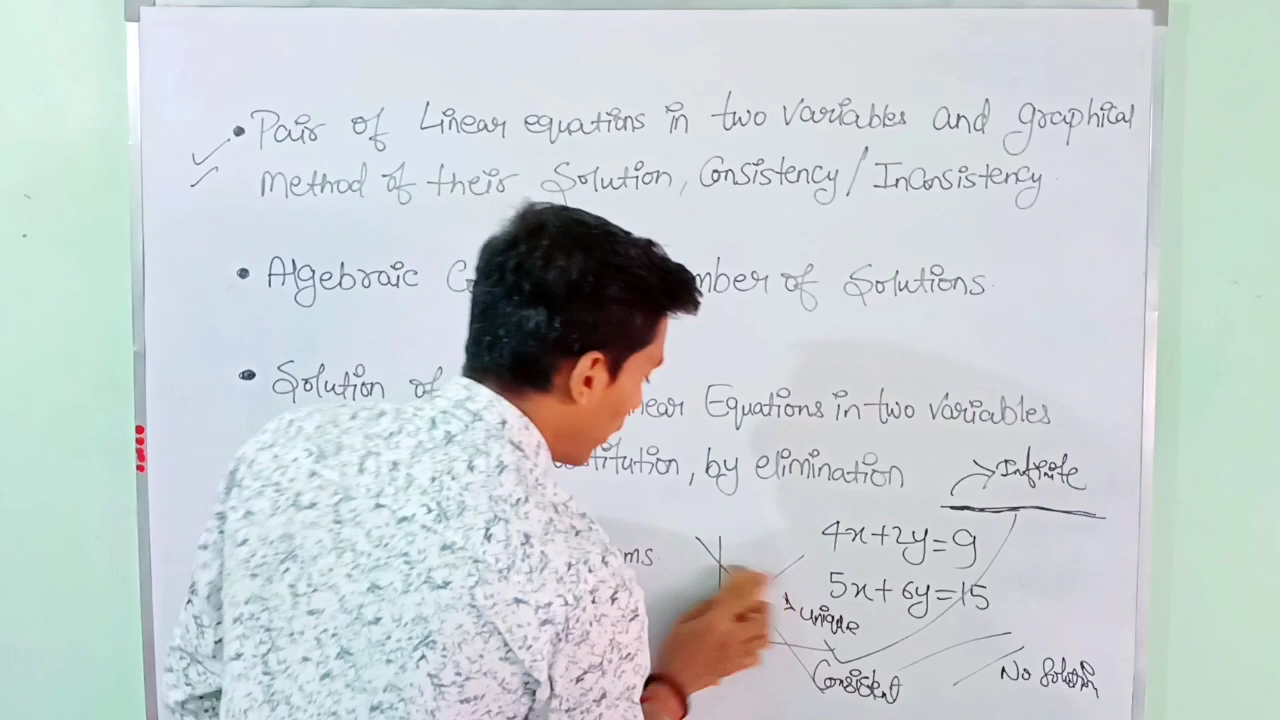 • Pair of Linear equations in two variables and graphical
Method of their Solution, Consistency / Inconsistency
• Algebraic mber of Solutions.
• Solution of near Equations in two variables
stitution, by elimination
Infinite
4x+2y=9
ms.
5x+6y=15
unique
Consistent
No Solution